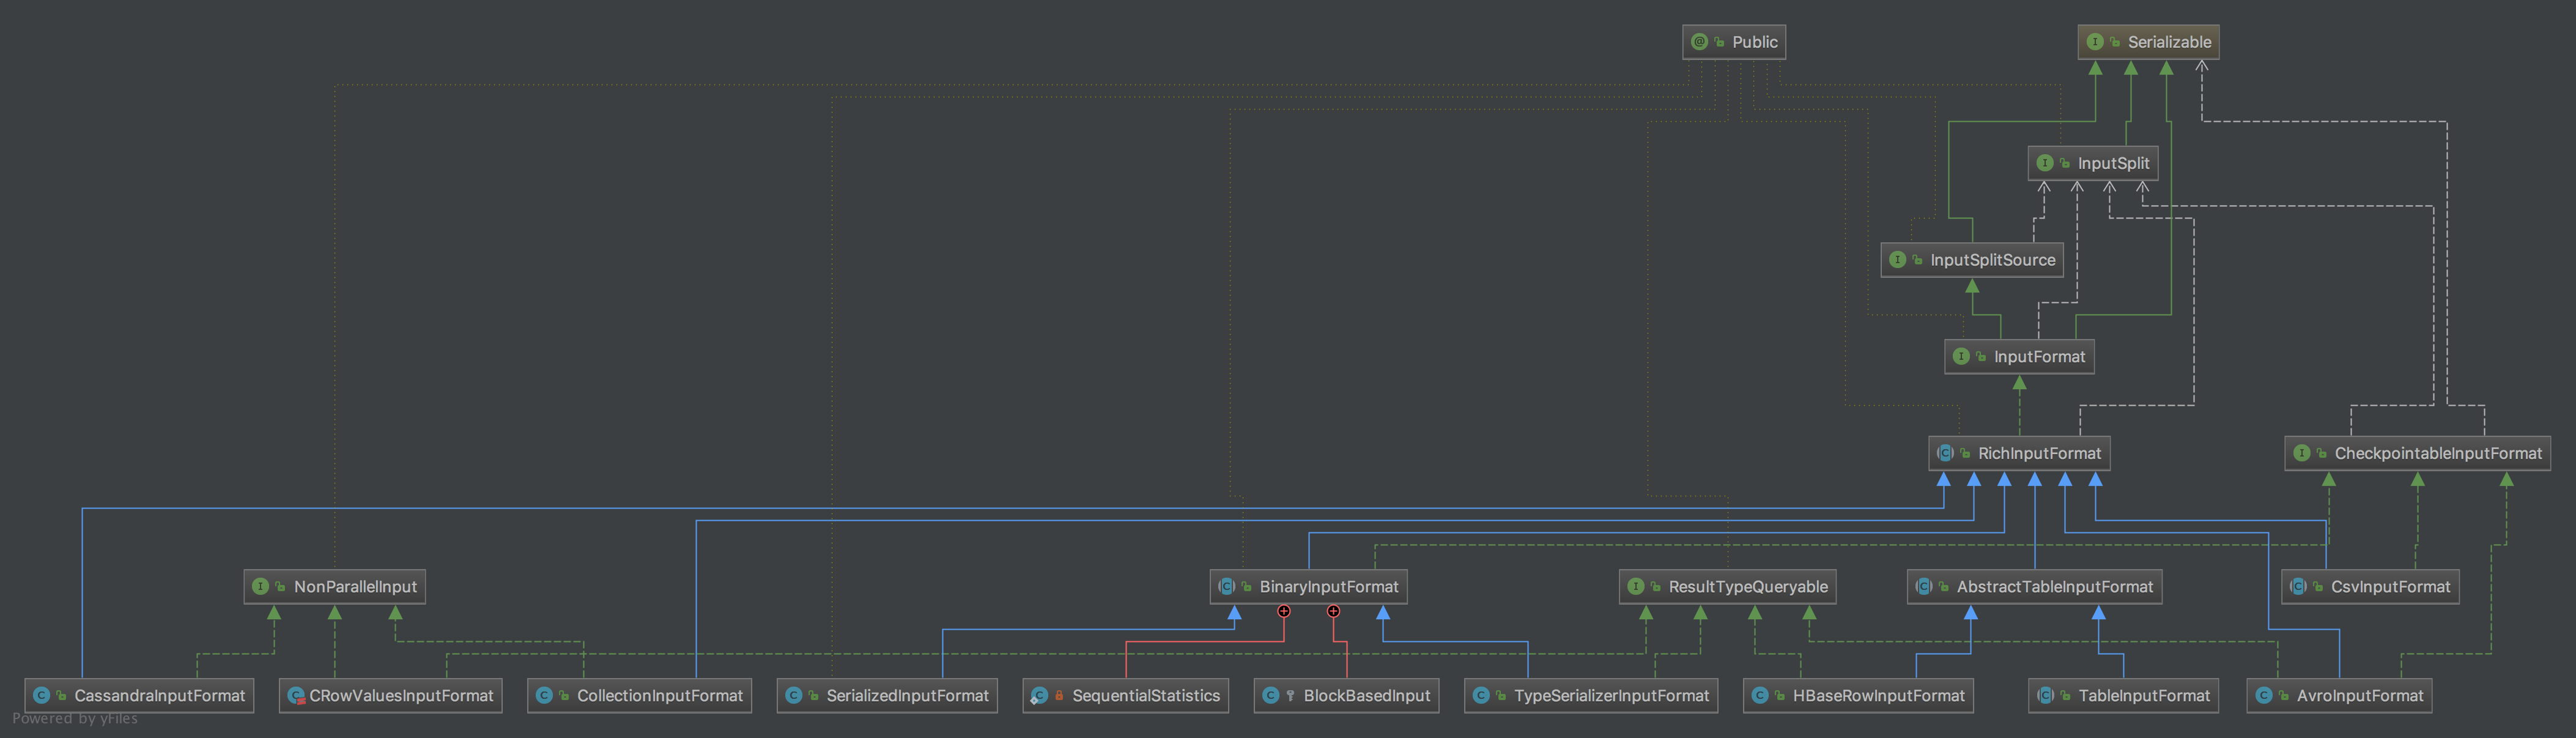 Public
Serializable
InputSplit
InputSplitSource
InputFormat
RichInputFormat
CheckpointableInputFormat
NonParallelInput
BinaryInputFormat
ResultTypeQueryable
AbstractTableInputFormat
CsvInputFormat
CassandraInputFormat
CRowValuesInputFormat
CollectionInputFormat
SerializedInputFormat
SequentialStatistics
BlockBasedInput
TypeSerializerInputFormat
HBaseRowInputFormat
TableInputFormat
AvroInputFormat
Powered by yFiles